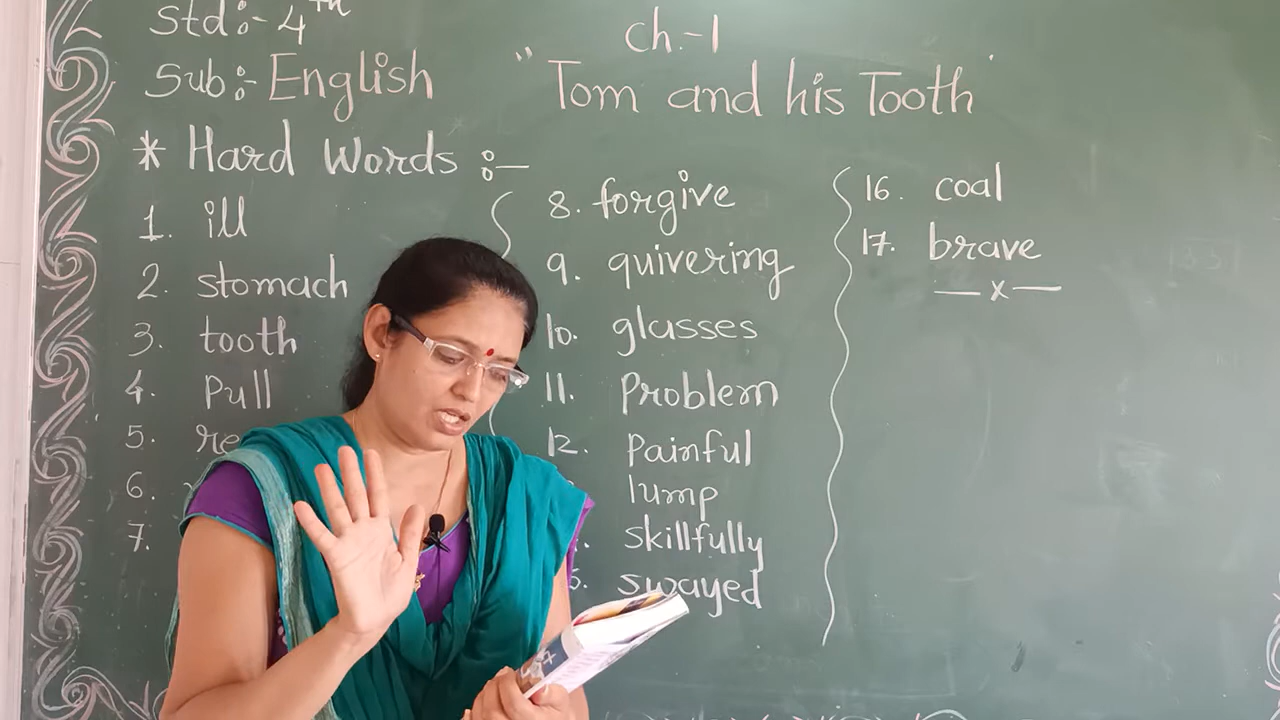 Std:- 4th
Sub:- English
Ch.-1
"Tom and his Tooth"
* Hard Words :-
1. ill
2. stomach
3. tooth
4. Pull
5. re
6.
7.
8. forgive
9. quivering
10. glasses
11. Problem
12. Painful
lump
skillfully
swayed
16. coal
17. brave
— x —